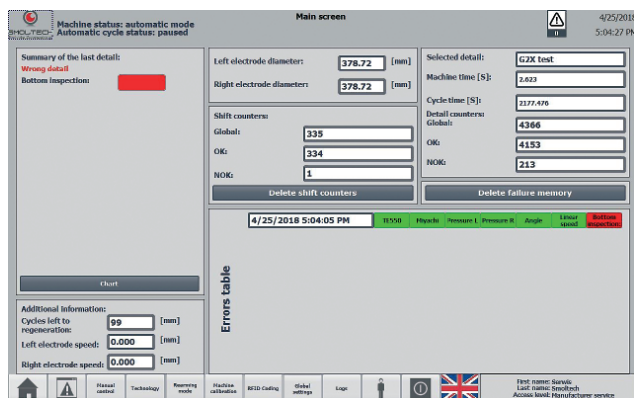 SMOLTEC
Machine status: automatic mode
Automatic cycle status: paused
Main screen
4/25/2018
5:04:27 PM
Summary of the last detail:
Wrong detail
Bottom inspection:
Chart
Additional information:
Cycles left to regeneration: 99 [mm]
Left electrode speed: 0.000 [mm]
Right electrode speed: 0.000 [mm]
Left electrode diameter: 378.72 [mm]
Right electrode diameter: 378.72 [mm]
Shift counters:
Global: 335
OK: 334
NOK: 1
Delete shift counters
Selected detail: G2X test
Machine time [S]: 2.623
Cycle time [S]: 2177.476
Detail counters:
Global: 4366
OK: 4153
NOK: 213
Delete failure memory
Errors table
4/25/2018 5:04:05 PM TE550 Miyachi Pressure L Pressure R Angle Linear speed Bottom inspection
Manual control Technology Reserving mode Machine calibration RFID Coding Global settings Logs
First name: Serwis
Last name: Smoltech
Access level: Manufacturer service